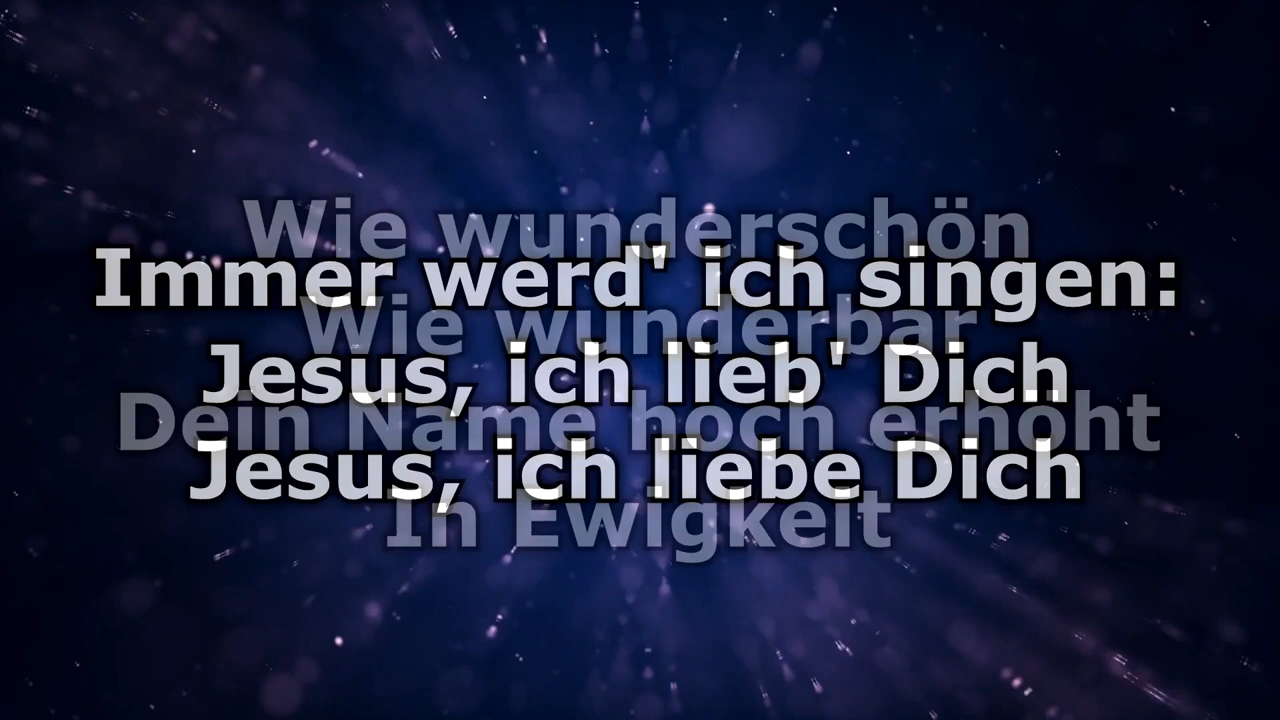 Wie wunderschön
Immer werd' ich singen:
Wie wunderbar
Jesus, ich lieb' Dich
Dein Name hoch erhöht
Jesus, ich liebe Dich
In Ewigkeit